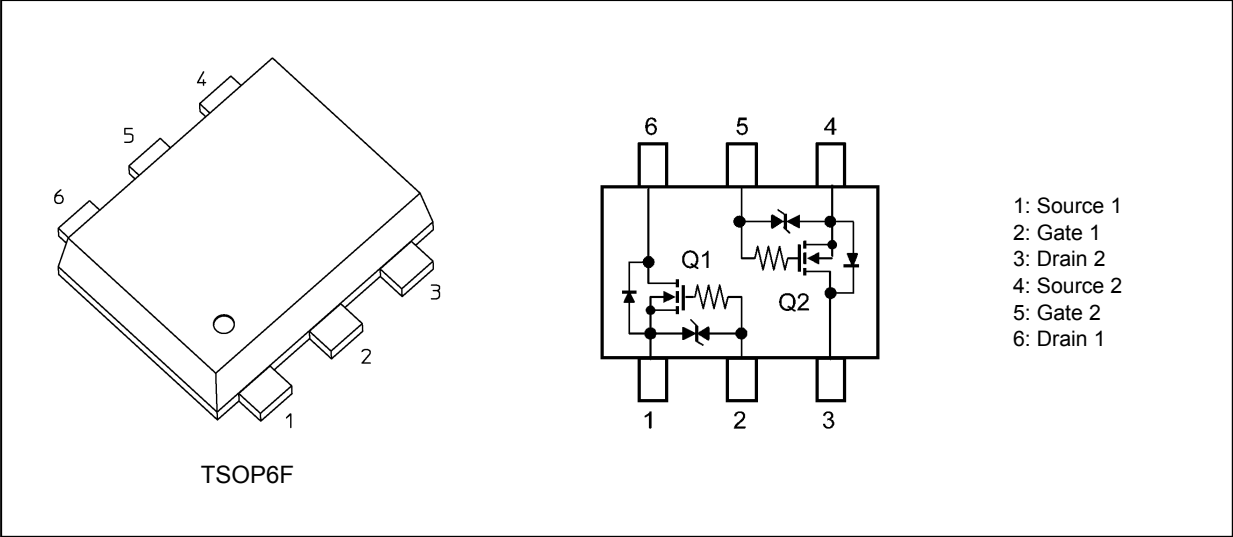 4
5
6
3
2
1
TSOP6F
6 5 4
Q1
Q2
1 2 3
1: Source 1
2: Gate 1
3: Drain 2
4: Source 2
5: Gate 2
6: Drain 1